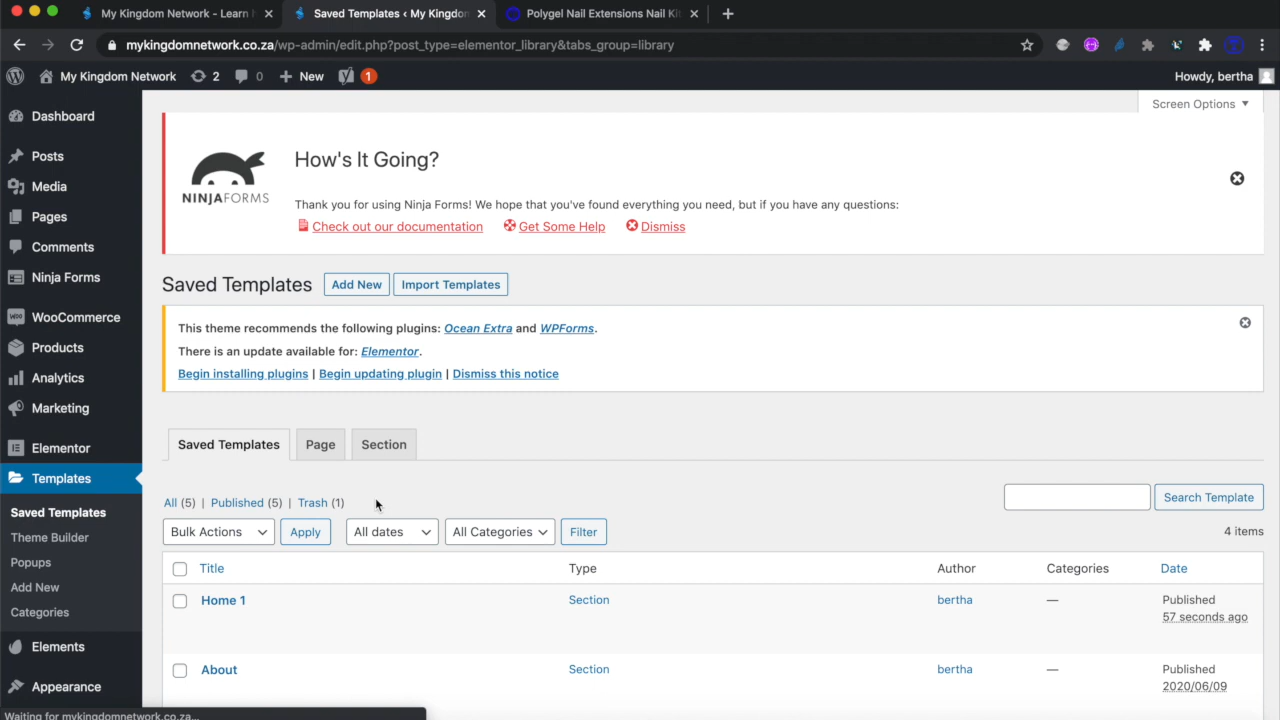 My Kingdom Network - Learn
Saved Templates ‹ My Kingdom
Polygel Nail Extensions Nail Kit
mykingdomnetwork.co.za/wp-admin/edit.php?post_type=elementor_library&tabs_group=library
My Kingdom Network
2
0
New
1
Howdy, bertha
Screen Options
Dashboard
Posts
Media
Pages
Comments
Ninja Forms
WooCommerce
Products
Analytics
Marketing
Elementor
Templates
Saved Templates
Theme Builder
Popups
Add New
Categories
Elements
Appearance
NINJAFORMS
How's It Going?
Thank you for using Ninja Forms! We hope that you've found everything you need, but if you have any questions:
Check out our documentation Get Some Help Dismiss
Saved Templates Add New Import Templates
This theme recommends the following plugins: Ocean Extra and WPForms.
There is an update available for: Elementor.
Begin installing plugins | Begin updating plugin | Dismiss this notice
Saved Templates Page Section
All (5) | Published (5) | Trash (1)
Search Template
Bulk Actions Apply All dates All Categories Filter
4 items
Title Type Author Categories Date
Home 1 Section bertha — Published
57 seconds ago
About Section bertha — Published
2020/06/09
Waiting for mykingdomnetwork.co.za...